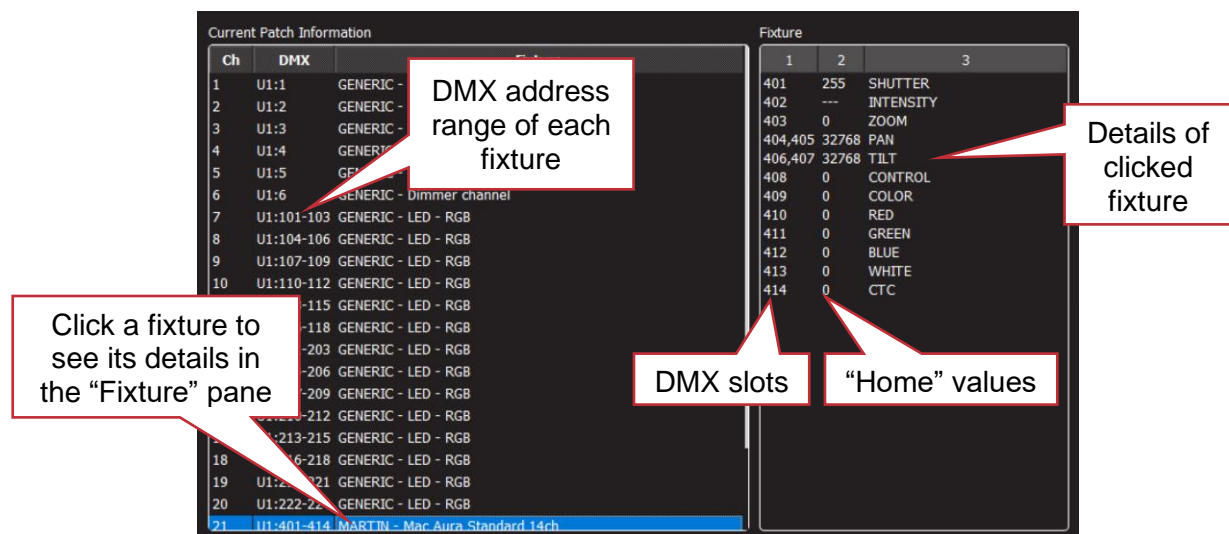 Current Patch Information
Ch DMX
1 U1:1 GENERIC -
2 U1:2 GENERIC -
3 U1:3 GENERIC -
4 U1:4 GENERIC
5 U1:5
6 U1:6 GENERIC - Dimmer channel
7 U1:101-103 GENERIC - LED - RGB
8 U1:104-106 GENERIC - LED - RGB
9 U1:107-109 GENERIC - LED - RGB
10 U1:110-112 GENERIC - LED - RGB
-115 GENERIC - LED - RGB
-118 GENERIC - LED - RGB
-203 GENERIC - LED - RGB
-206 GENERIC - LED - RGB
-209 GENERIC - LED - RGB
-212 GENERIC - LED - RGB
:213-215 GENERIC - LED - RGB
18 -218 GENERIC - LED - RGB
19 GENERIC - LED - RGB
20 U1:222- GENERIC - LED - RGB
21 U1:401-414 MARTIN - Mac Aura Standard 14ch
DMX address
range of each
fixture
Click a fixture to
see its details in
the “Fixture” pane
Fixture
1 2 3
401 255 SHUTTER
402 --- INTENSITY
403 0 ZOOM
404,405 32768 PAN
406,407 32768 TILT
408 0 CONTROL
409 0 COLOR
410 0 RED
411 0 GREEN
412 0 BLUE
413 0 WHITE
414 0 CTC
Details of
clicked
fixture
DMX slots
“Home” values